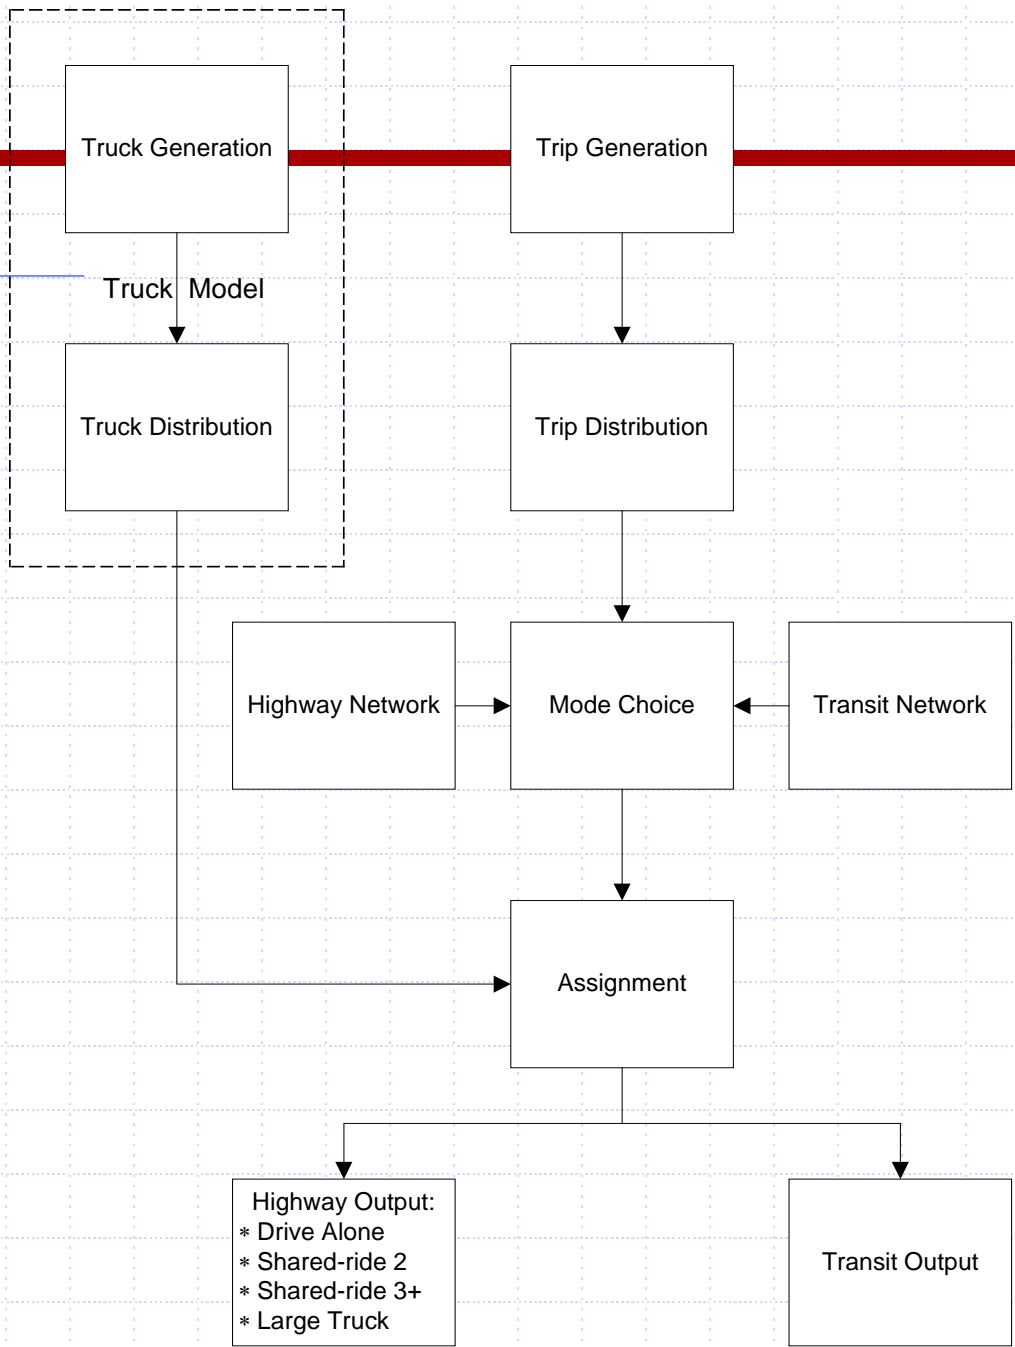 Truck Generation
Trip Generation
Truck Model
Truck Distribution
Trip Distribution
Highway Network
Mode Choice
Transit Network
Assignment
Highway Output:
* Drive Alone
* Shared-ride 2
* Shared-ride 3+
* Large Truck
Transit Output